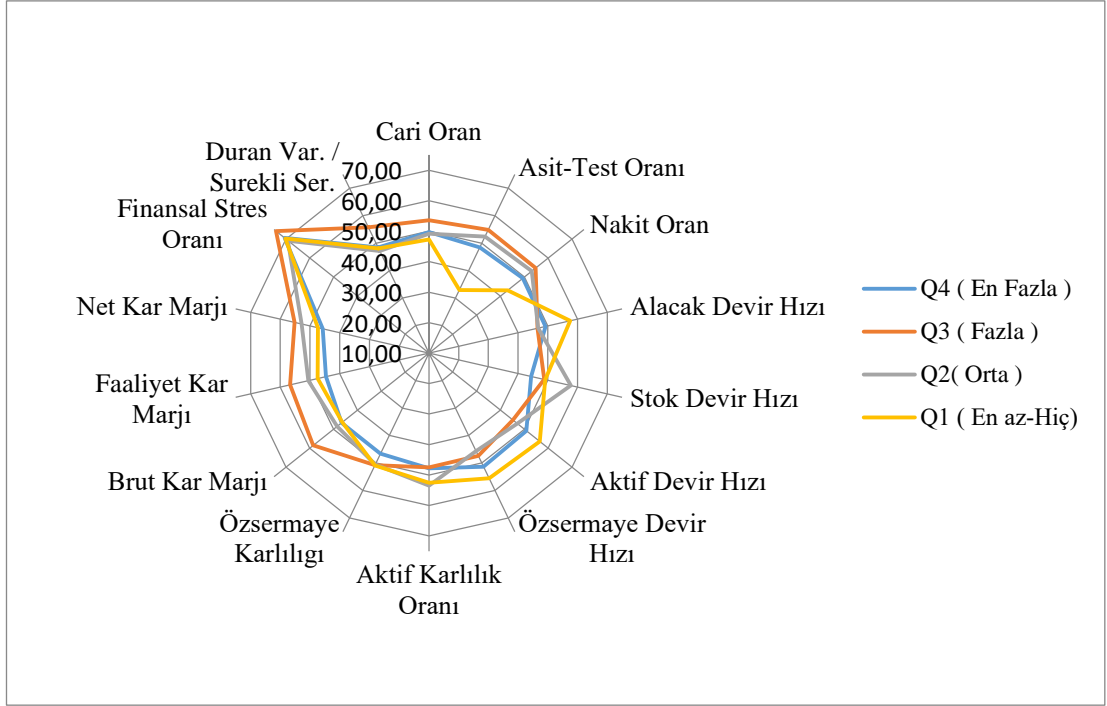 Cari Oran
Asit-Test Oranı
Nakit Oran
Alacak Devir Hızı
Stok Devir Hızı
Aktif Devir Hızı
Özsermaye Devir
Hızı
Aktif Karlılık
Oranı
Özsermaye
Karlılıgı
Brut Kar Marjı
Faaliyet Kar
Marjı
Net Kar Marjı
Finansal Stres
Oranı
Duran Var. /
Surekli Ser.
70,00
60,00
50,00
40,00
30,00
20,00
10,00
Q4 ( En Fazla )
Q3 ( Fazla )
Q2( Orta )
Q1 ( En az-Hiç)